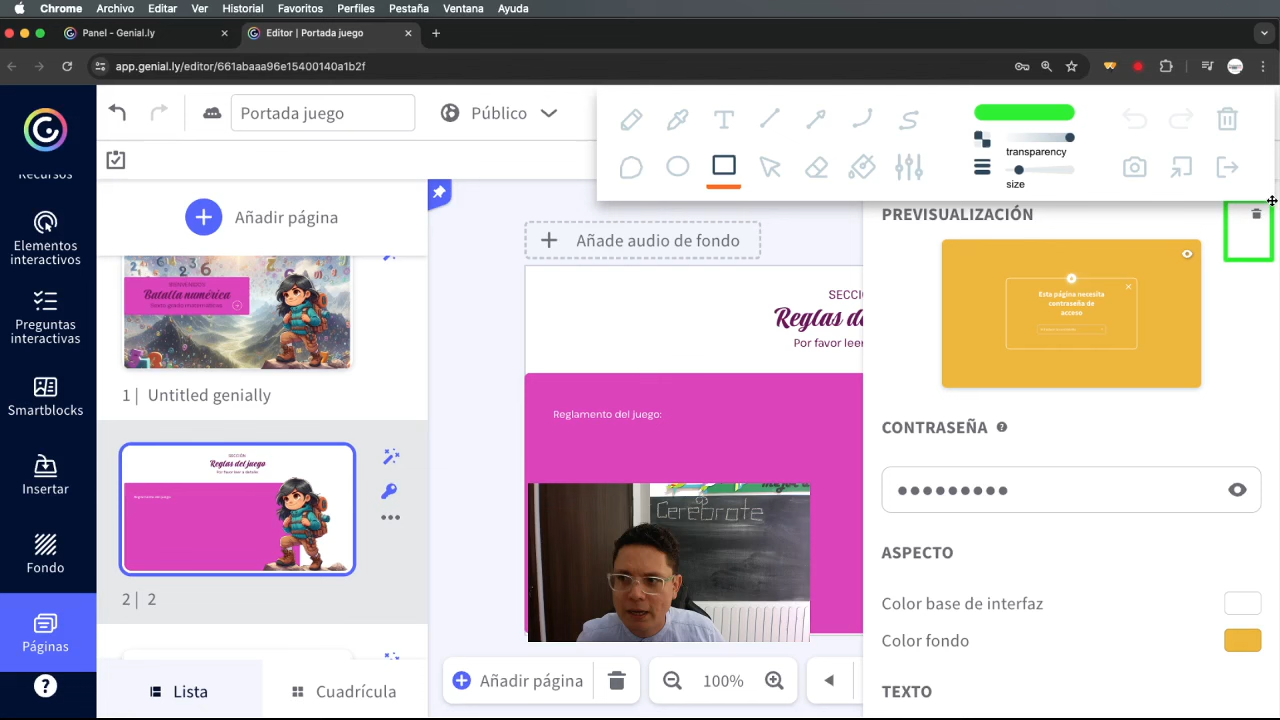 Chrome Archivo Editar Ver Historial Favoritos Perfiles Pestaña Ventana Ayuda
Panel - Genial.ly
Editor | Portada juego
app.genial.ly/editor/661abaaa96e15400140a1b2f
Portada juego
Público
transparency
size
Recursos
Elementos
interactivos
Preguntas
interactivas
Smartblocks
Insertar
Fondo
Páginas
Añadir página
BIENVENIDOS
Batalla numérica
1 | Untitled genially
SECCIÓN
Reglas del juego
Por favor leer a detalle
Reglamento del juego:
2 | 2
Lista
Cuadrícula
Añade audio de fondo
SECCI
Reglas d
Por favor leer
Reglamento del juego:
Cerebrote
Añadir página
100%
PREVISUALIZACIÓN
Esta página necesita
contraseña de
acceso
CONTRASEÑA
ASPECTO
Color base de interfaz
Color fondo
TEXTO